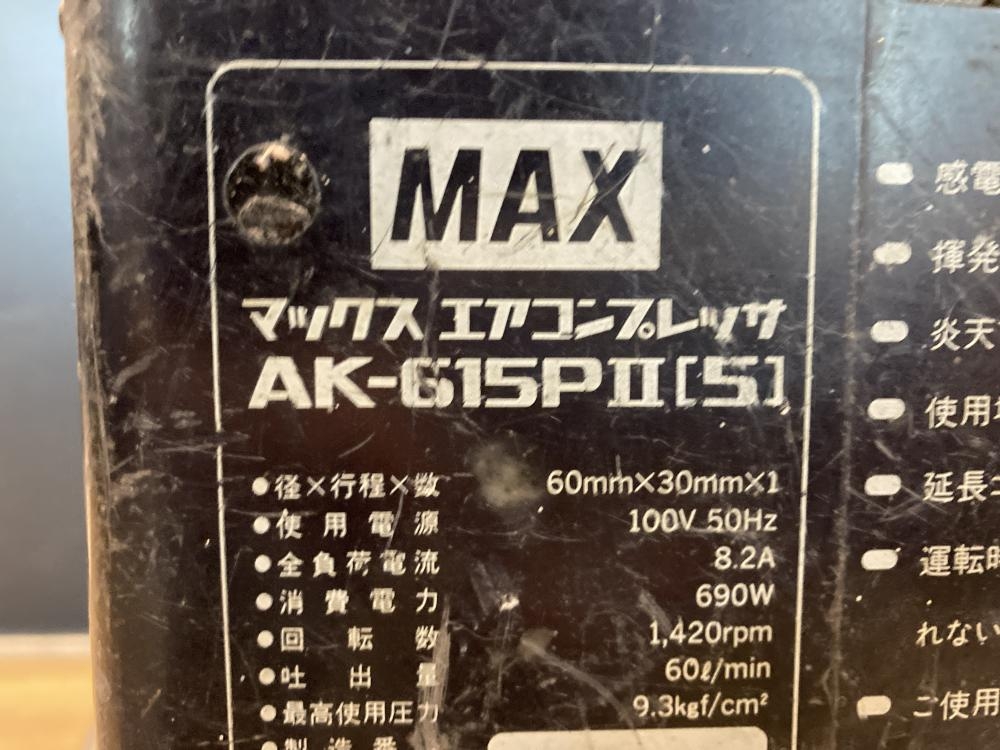 MAX
マックス エアコンプレッサ
AK-615PⅡ[S]
●径×行程×数 60mm×30mm×1
●使用電源 100V 50Hz
●全負荷電流 8.2A
●消費電力 690W
●回転数 1,420rpm
●吐出量 60ℓ/min
●最高使用圧力 9.3kgf/cm²
●製造番
感電
揮発
炎天
使用
延長
運転時
れない
ご使用